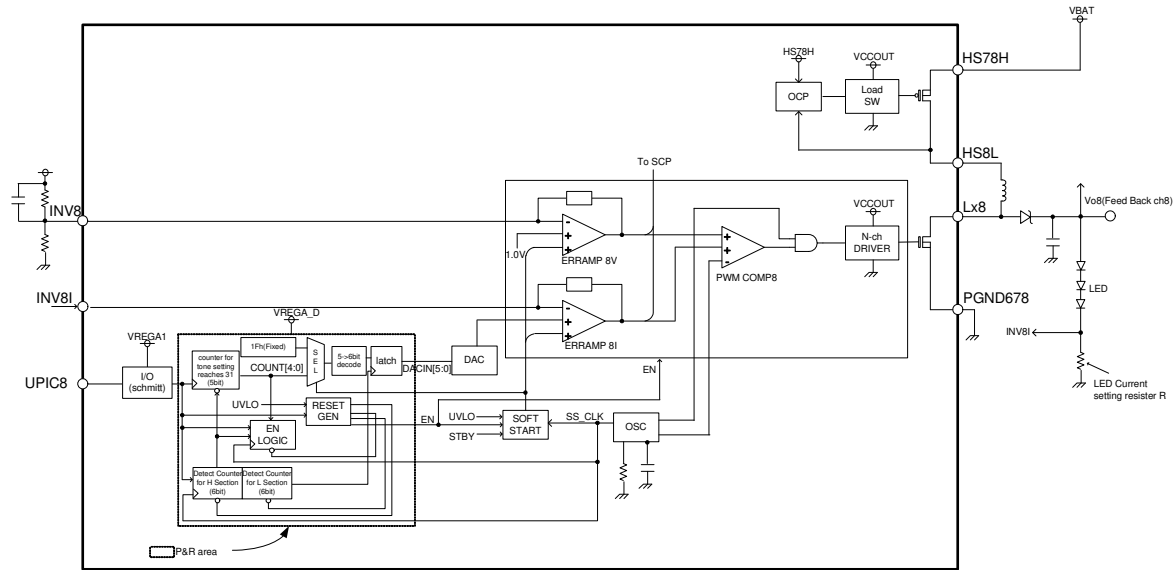 VBAT
HS78H
HS78H
VCCOUT
OCP
Load
SW
HS8L
To SCP
INV8
Lx8
Vo8(Feed Back ch8)
VCCOUT
1.0V
ERRAMP 8V
PWM COMP8
N-ch
DRIVER
LED
INV8I
PGND678
VREGA_D
INV8I
VREGA1
1Fh(Fixed)
S
E
L
5->6bit
decode
latch
DAC
ERRAMP 8I
DACIN[5:0]
counter for
tone setting
reaches 31
(5bit)
COUNT[4:0]
UPIC8
I/O
(schmitt)
EN
LED Current
setting resister R
UVLO
RESET
GEN
EN
UVLO
STBY
SOFT
START
SS_CLK
OSC
EN
LOGIC
Detect Counter
for H Section
(6bit)
Detect Counter
for L Section
(6bit)
P&R area